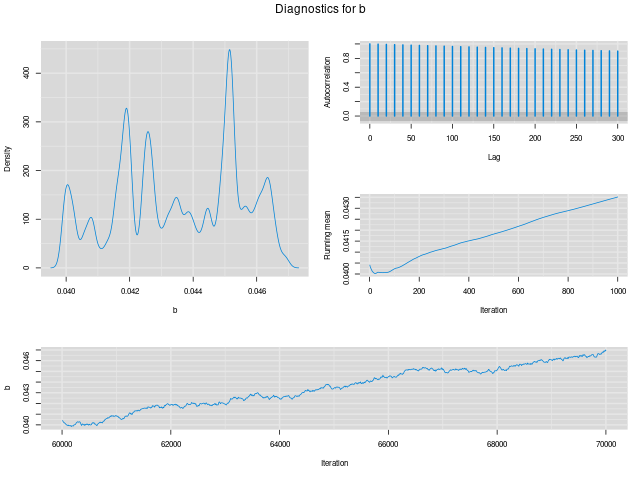 Diagnostics for b
Density
400
300
200
100
0
0.040 0.042 0.044 0.046
b
Autocorrelation
0.8
0.4
0.0
0 50 100 150 200 250 300
Lag
Running mean
0.0430
0.0415
0.0400
0 200 400 600 800 1000
Iteration
b
0.046
0.043
0.040
60000 62000 64000 66000 68000 70000
Iteration